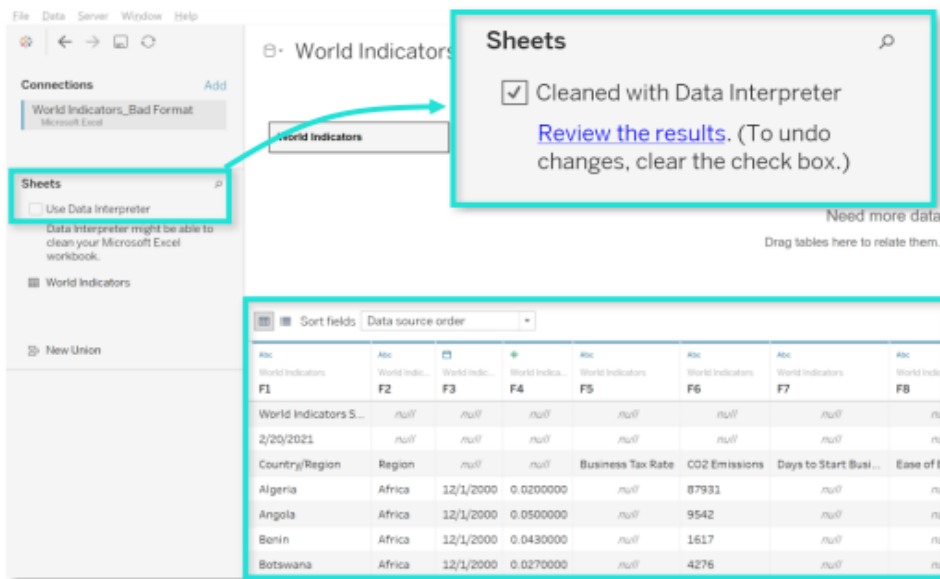 File Data Server Window Help
World Indicators
Connections
Add
World Indicators_Bad Format
Microsoft Excel
World Indicators
Sheets
Cleaned with Data Interpreter
Review the results. (To undo
changes, clear the check box.)
Sheets
Use Data Interpreter
Data Interpreter might be able to
clean your Microsoft Excel
workbook.
World Indicators
New Union
Need more data
Drag tables here to relate them.
Sort fields Data source order
Abc Abc Abc Abc Abc Abc
World Indicators World Indic... World Indic... World Indica... World Indicators World Indicators World Indicators
F1 F2 F3 F4 F5 F6 F7 F8
World Indicators S... null null null null null null
2/20/2021 null null null null null null
Country/Region Region null null Business Tax Rate CO2 Emissions Days to Start Busi... Ease of
Algeria Africa 12/1/2000 0.0200000 null 87931 null
Angola Africa 12/1/2000 0.0500000 null 9542 null
Benin Africa 12/1/2000 0.0430000 null 1617 null
Botswana Africa 12/1/2000 0.0270000 null 4276 null